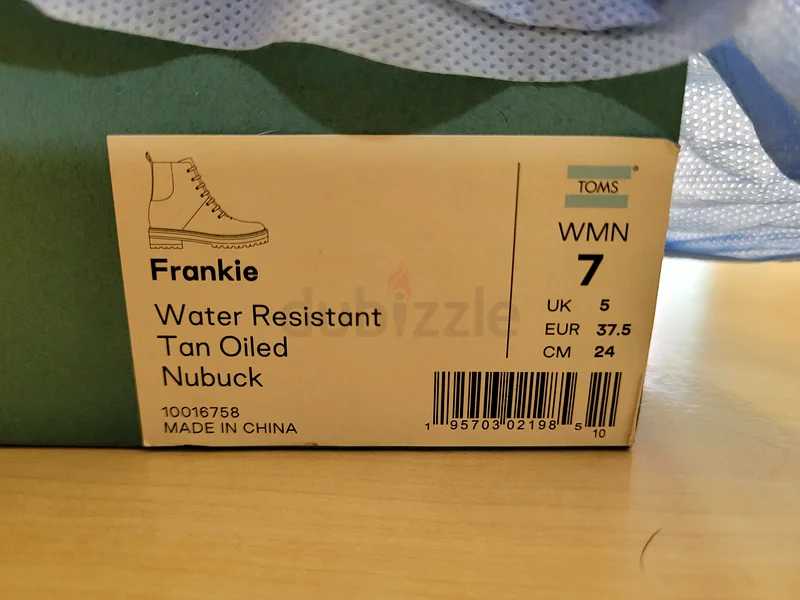 Frankie
Water Resistant
Tan Oiled
Nubuck
10016758
MADE IN CHINA
TOMS®
WMN
7
UK 5
EUR 37.5
CM 24
1 95703 02198 5 10
dubizzle